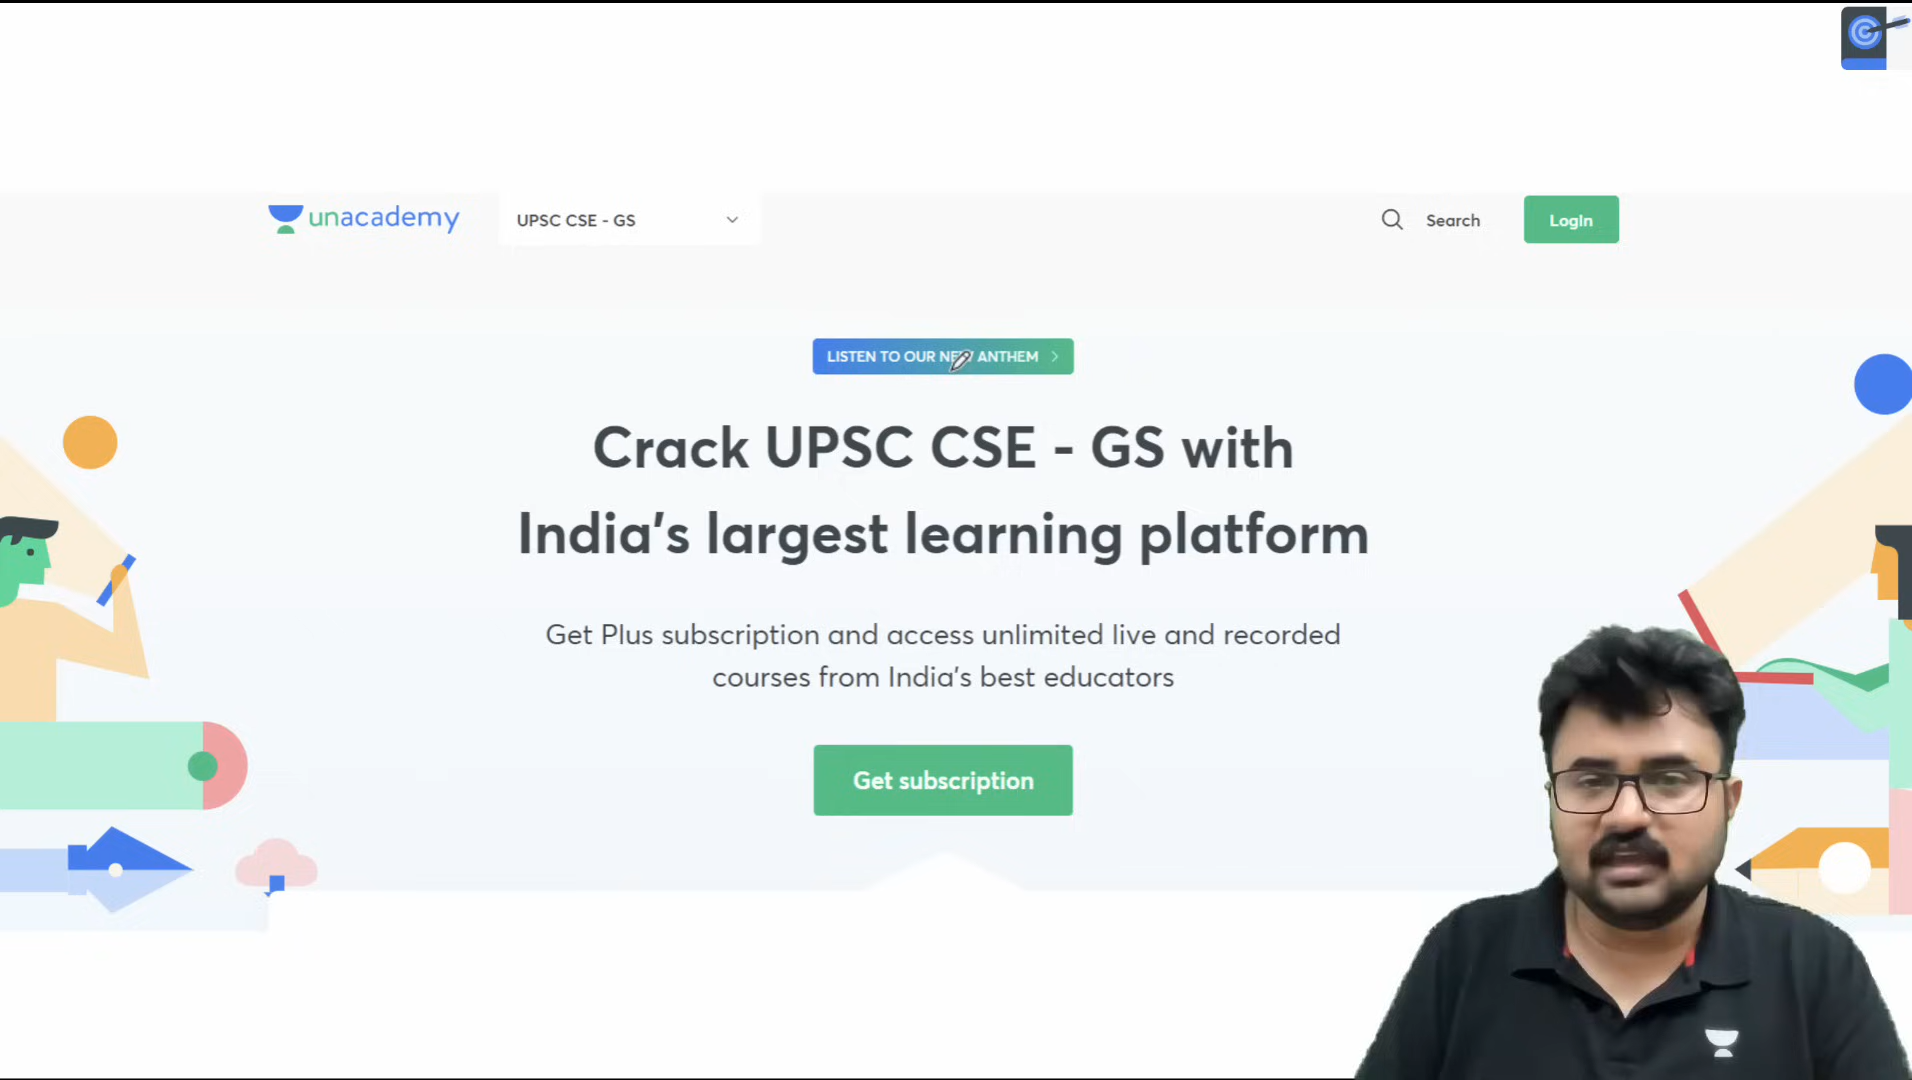 unacademy
UPSC CSE - GS
Search
LogIn
LISTEN TO OUR NEW ANTHEM
Crack UPSC CSE - GS with
India's largest learning platform
Get Plus subscription and access unlimited live and recorded
courses from India's best educators
Get subscription